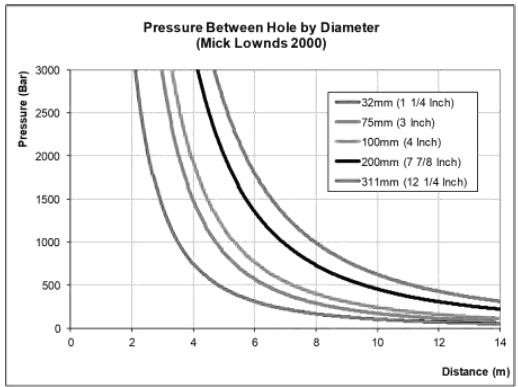 Pressure Between Hole by Diameter
(Mick Lownds 2000)
Pressure (Bar)
3000
2500
2000
1500
1000
500
0
32mm (1 1/4 Inch)
75mm (3 Inch)
100mm (4 Inch)
200mm (7 7/8 Inch)
311mm (12 1/4 Inch)
0 2 4 6 8 10 12 14
Distance (m)